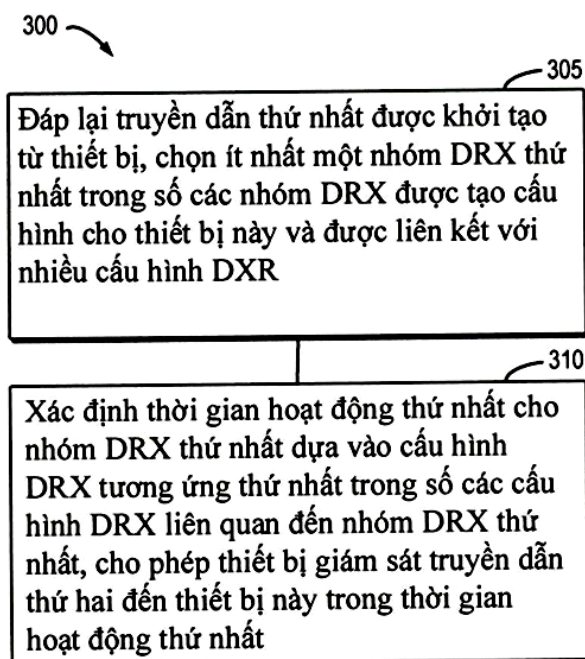 300
305
Đáp lại truyền dẫn thứ nhất được khởi tạo
từ thiết bị, chọn ít nhất một nhóm DRX thứ
nhất trong số các nhóm DRX được tạo cấu
hình cho thiết bị này và được liên kết với
nhiều cấu hình DXR
310
Xác định thời gian hoạt động thứ nhất cho
nhóm DRX thứ nhất dựa vào cấu hình
DRX tương ứng thứ nhất trong số các cấu
hình DRX liên quan đến nhóm DRX thứ
nhất, cho phép thiết bị giám sát truyền dẫn
thứ hai đến thiết bị này trong thời gian
hoạt động thứ nhất